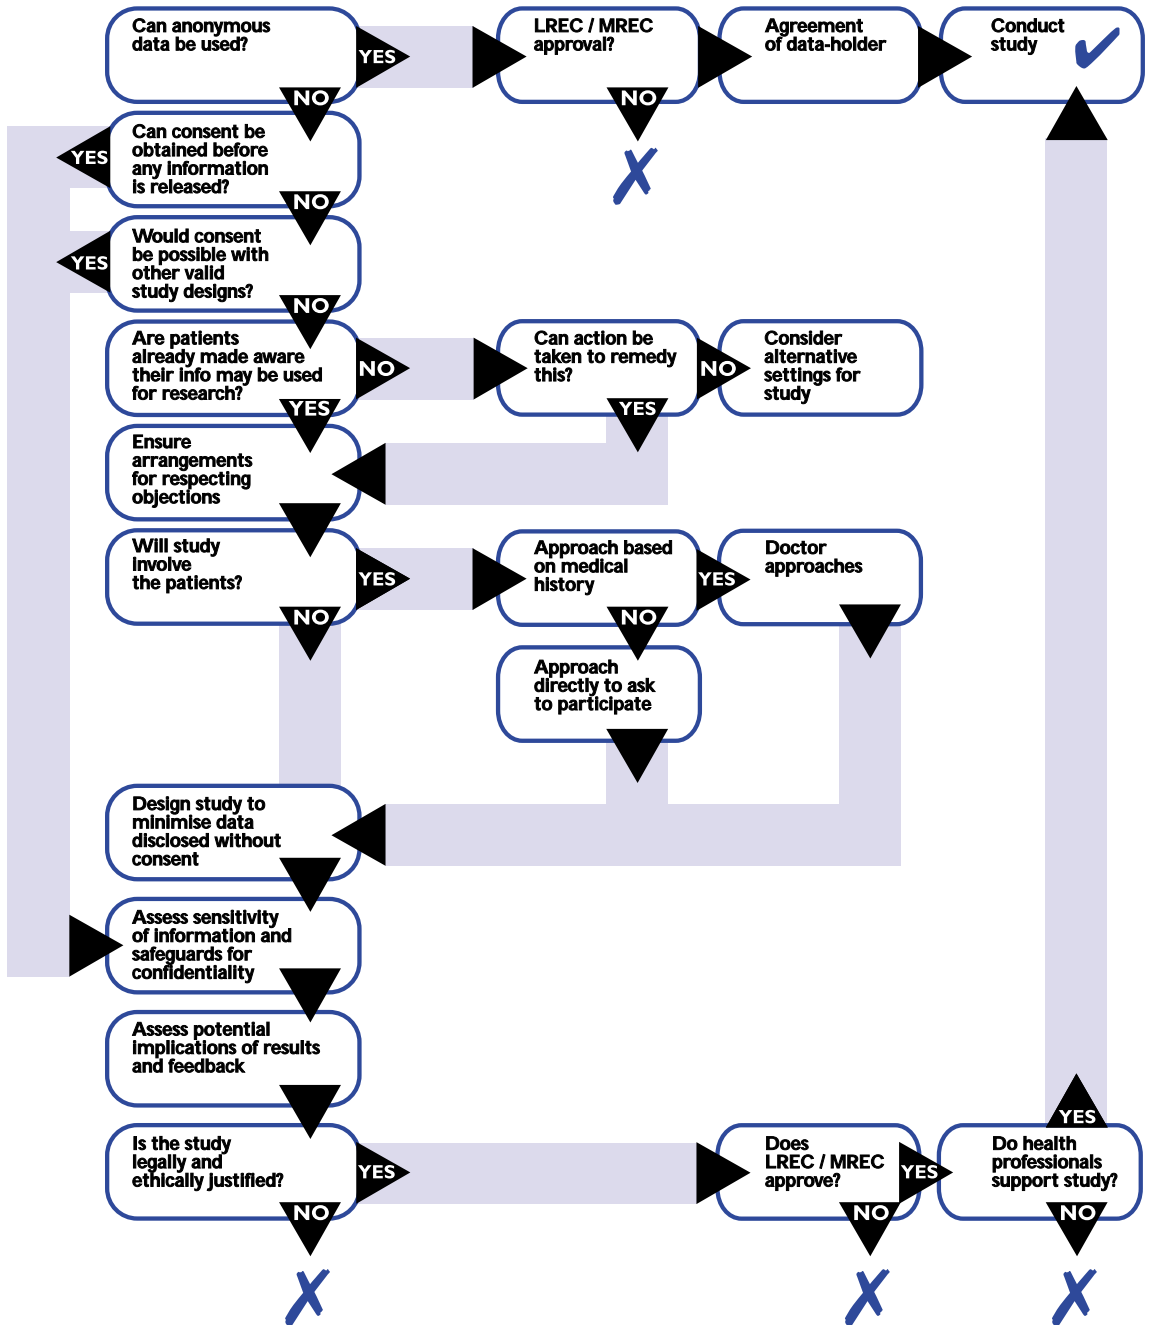 Can anonymous
data be used?
YES
NO
LREC / MREC
approval?
NO
Agreement
of data-holder
Conduct
study
Can consent be
obtained before
any information
is released?
YES
NO
Would consent
be possible with
other valid
study designs?
YES
NO
Are patients
already made aware
their info may be used
for research?
NO
YES
Can action be
taken to remedy
this?
NO
YES
Consider
alternative
settings for
study
Ensure
arrangements
for respecting
objections
Will study
involve
the patients?
YES
NO
Approach based
on medical
history
YES
NO
Doctor
approaches
Approach
directly to ask
to participate
Design study to
minimise data
disclosed without
consent
Assess sensitivity
of information and
safeguards for
confidentiality
Assess potential
implications of results
and feedback
Is the study
legally and
ethically justified?
YES
NO
Does
LREC / MREC
approve?
YES
NO
Do health
professionals
support study?
YES
NO